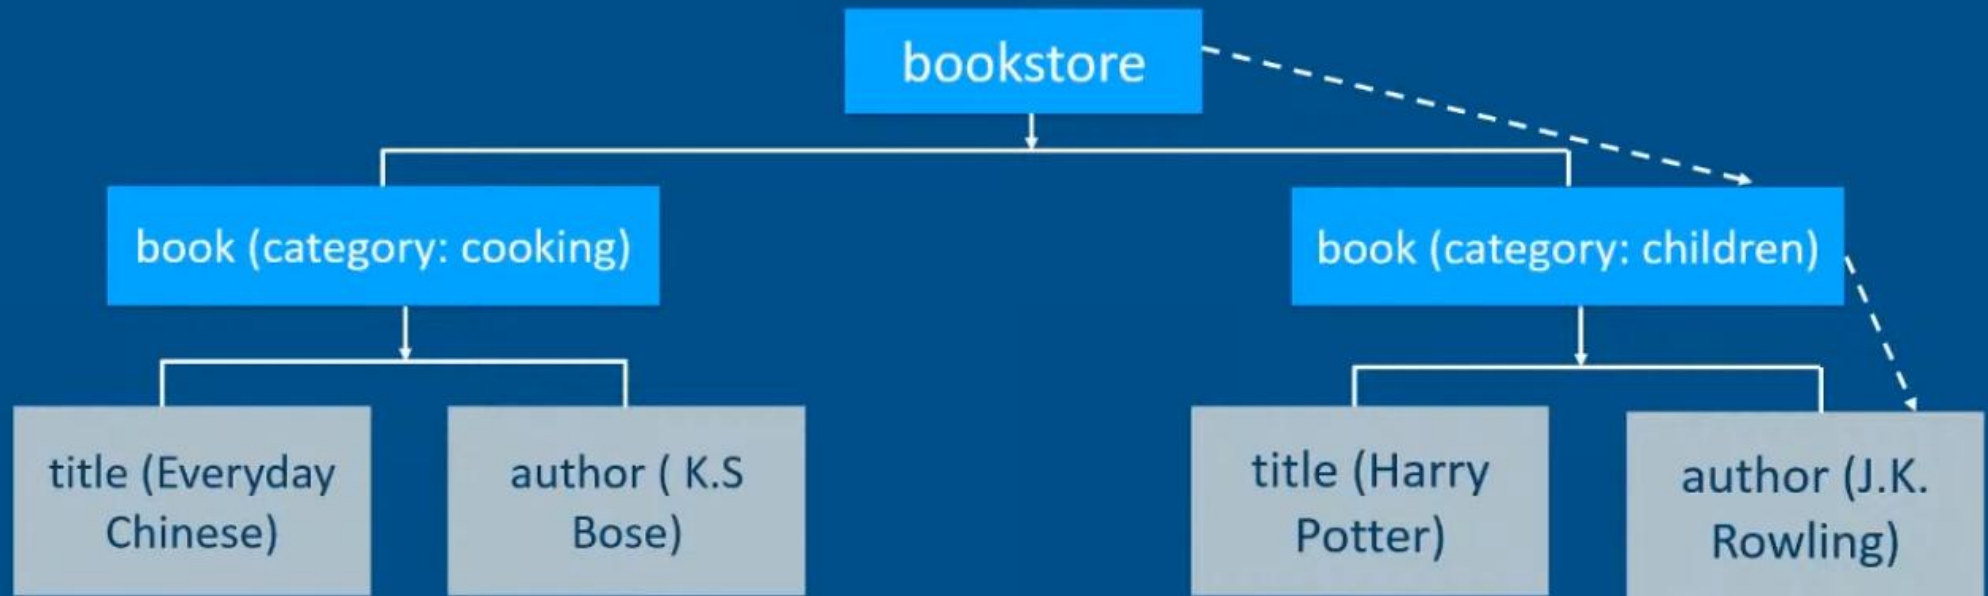 bookstore
book (category: cooking)
book (category: children)
title (Everyday
Chinese)
author ( K.S
Bose)
title (Harry
Potter)
author (J.K.
Rowling)